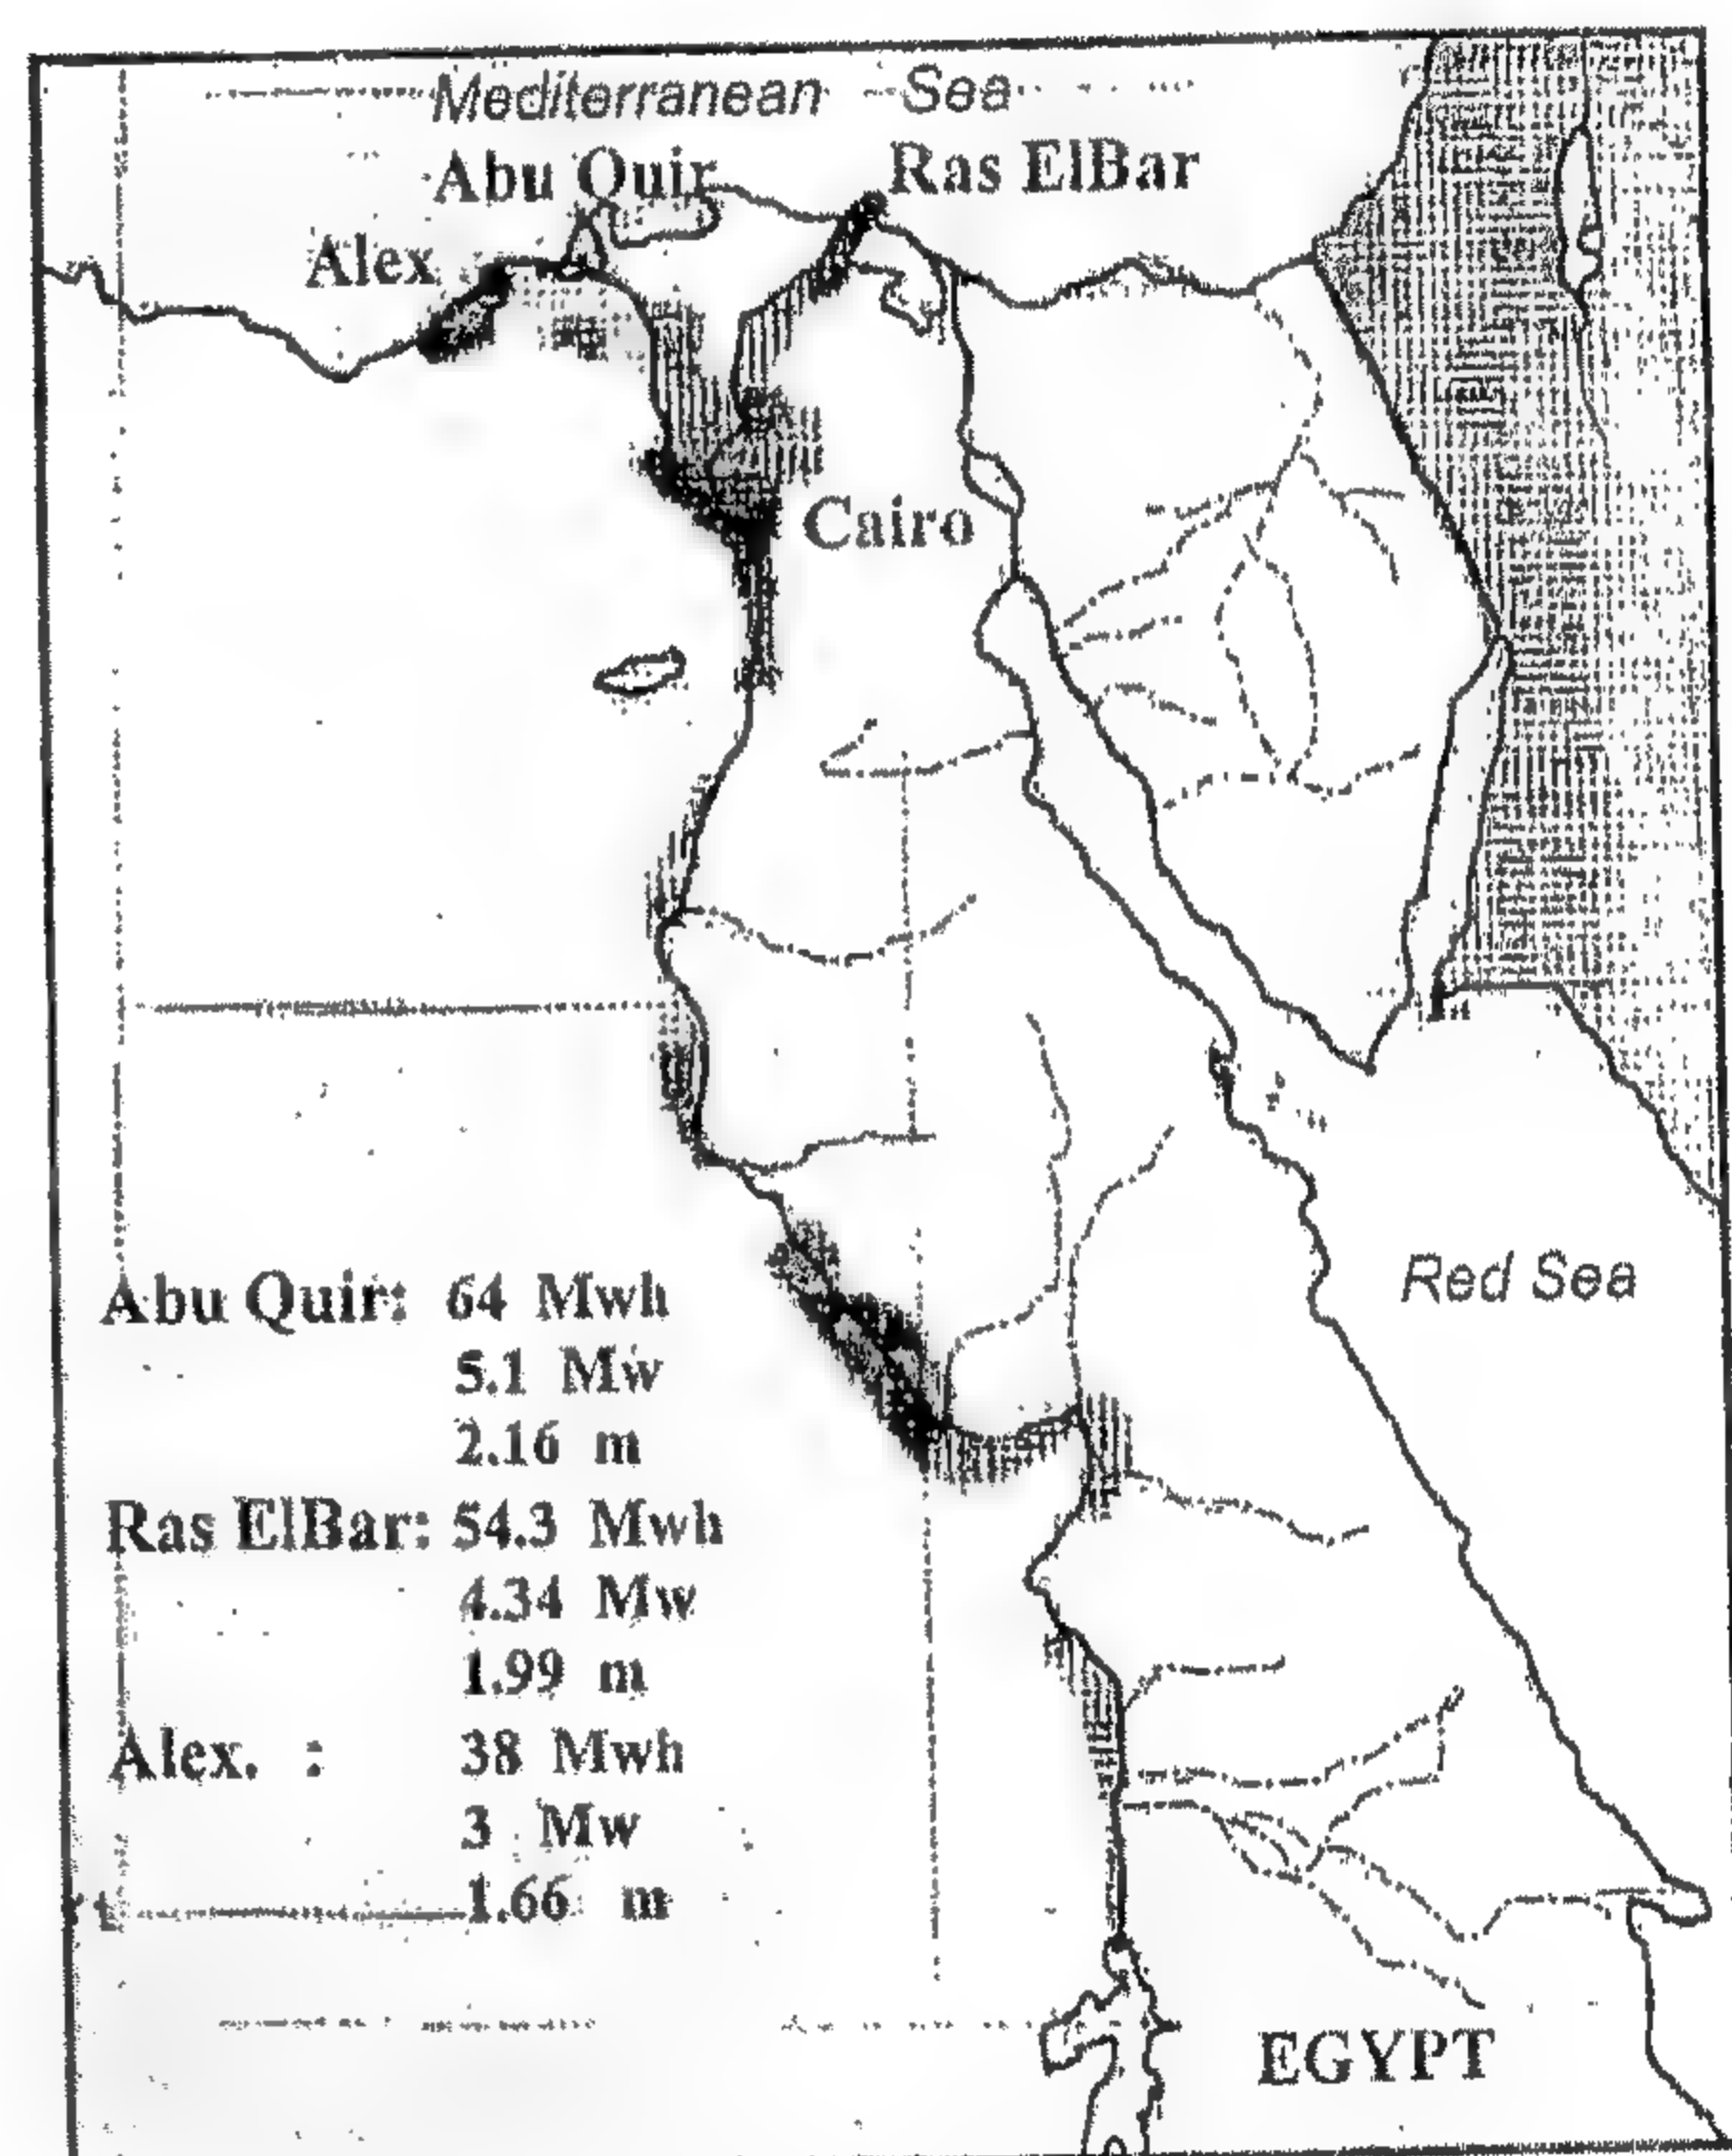 Mediterranean Sea
Abu Quir
Ras ElBar
Alex
Cairo
Red Sea
Abu Quir: 64 Mwh
5.1 Mw
2.16 m
Ras ElBar: 54.3 Mwh
4.34 Mw
1.99 m
Alex. : 38 Mwh
3 Mw
1.66 m
EGYPT